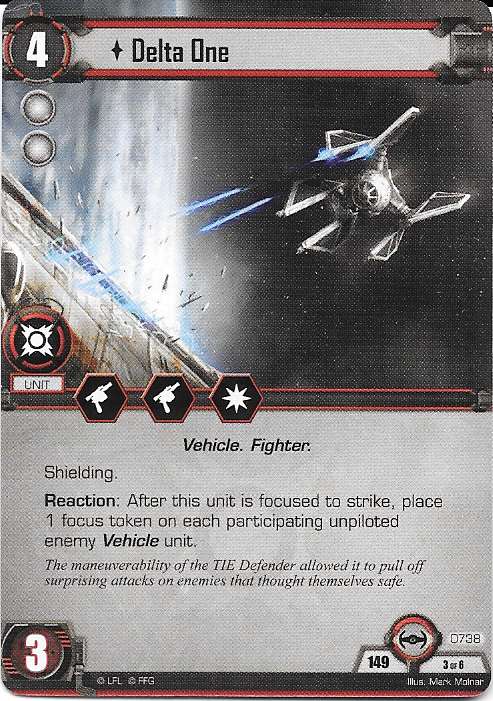 4
Delta One
UNIT
Vehicle. Fighter.
Shielding.
Reaction: After this unit is focused to strike, place
1 focus token on each participating unpiloted
enemy Vehicle unit.
The maneuverability of the TIE Defender allowed it to pull off
surprising attacks on enemies that thought themselves safe.
3
0738
149
3 OF 6
© LFL © FFG
Illus. Mark Molnar